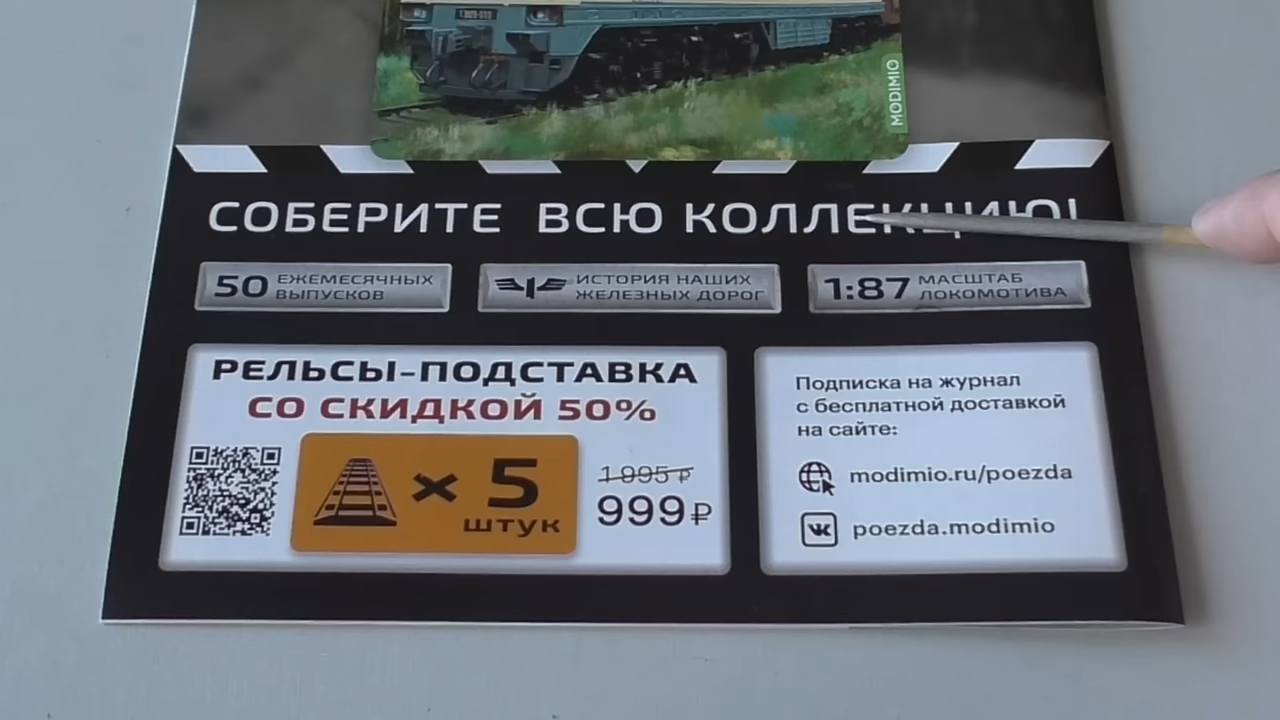 MODIMIO
СОБЕРИТЕ ВСЮ КОЛЛЕКЦИЮ!
50 ЕЖЕМЕСЯЧНЫХ
ВЫПУСКОВ
ИСТОРИЯ НАШИХ
ЖЕЛЕЗНЫХ ДОРОГ
1:87 МАСШТАБ
ЛОКОМОТИВА
РЕЛЬСЫ-ПОДСТАВКА
СО СКИДКОЙ 50%
× 5
штук
1 995 ₽
999 ₽
Подписка на журнал
с бесплатной доставкой
на сайте:
modimio.ru/poezda
poezda.modimio